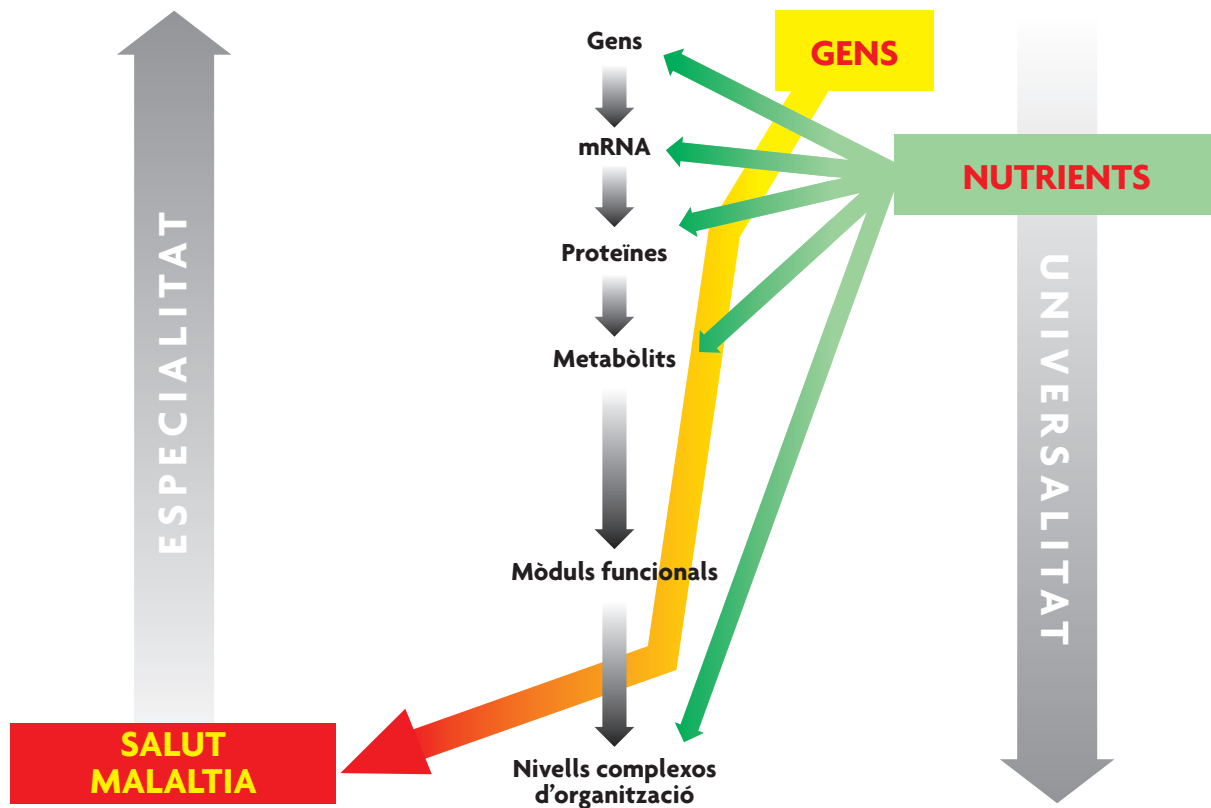 Gens
GENS
mRNA
NUTRIENTS
Proteïnes
Metabòlits
ESPECIALITAT
UNIVERSALITAT
Mòduls funcionals
SALUT
MALALTIA
Nivells complexos
d'organització